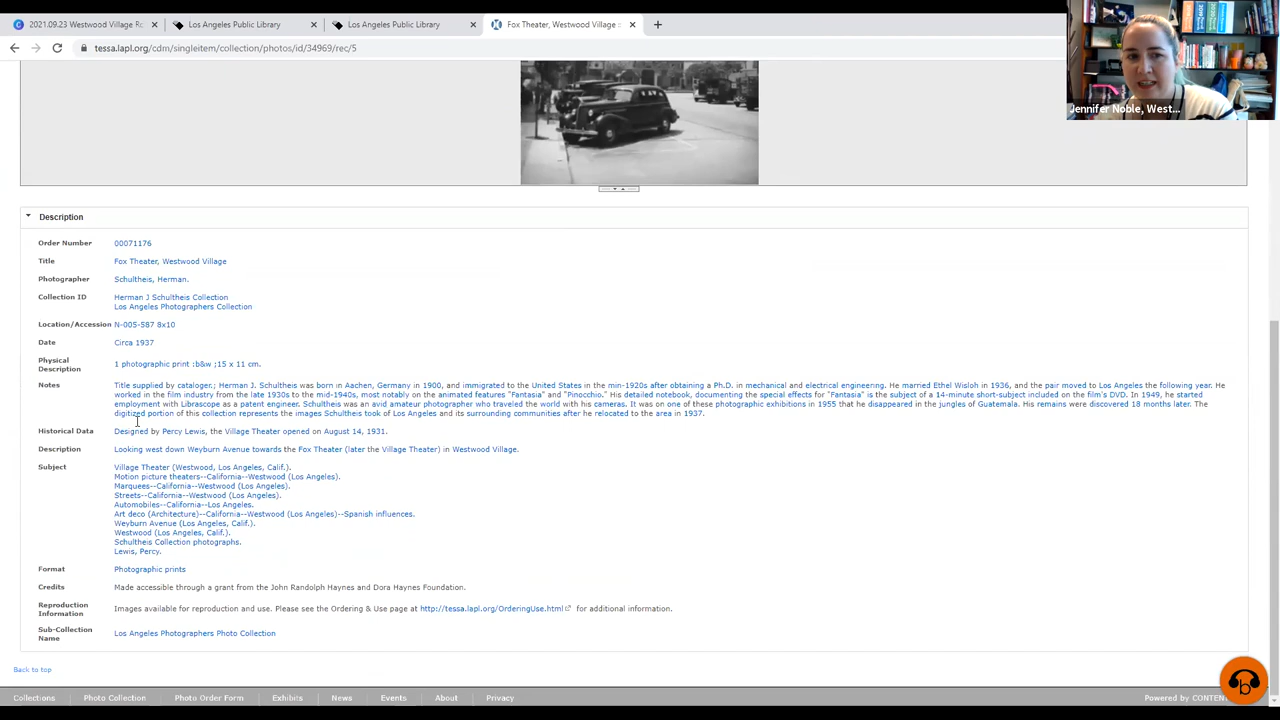 2021.09.23 Westwood Village Ro
Los Angeles Public Library
Los Angeles Public Library
Fox Theater, Westwood Village ::
tessa.lapl.org/cdm/singleitem/collection/photos/id/34969/rec/5
Jennifer Noble, West...
Description
Order Number 00071176
Title Fox Theater, Westwood Village
Photographer Schultheis, Herman.
Collection ID Herman J Schultheis Collection
Los Angeles Photographers Collection
Location/Accession N-005-587 8x10
Date Circa 1937
Physical Description 1 photographic print :b&w ;15 x 11 cm.
Notes Title supplied by cataloger.; Herman J. Schultheis was born in Aachen, Germany in 1900, and immigrated to the United States in the min-1920s after obtaining a Ph.D. in mechanical and electrical engineering. He married Ethel Wisloh in 1936, and the pair moved to Los Angeles the following year. He
worked in the film industry from the late 1930s to the mid-1940s, most notably on the animated features "Fantasia" and "Pinocchio." His detailed notebook, documenting the special effects for "Fantasia" is the subject of a 14-minute short-subject included on the film's DVD. In 1949, he started
employment with Librascope as a patent engineer. Schultheis was an avid amateur photographer who traveled the world with his cameras. It was on one of these photographic exhibitions in 1955 that he disappeared in the jungles of Guatemala. His remains were discovered 18 months later. The
digitized portion of this collection represents the images Schultheis took of Los Angeles and its surrounding communities after he relocated to the area in 1937.
Historical Data Designed by Percy Lewis, the Village Theater opened on August 14, 1931.
Description Looking west down Weyburn Avenue towards the Fox Theater (later the Village Theater) in Westwood Village.
Subject Village Theater (Westwood, Los Angeles, Calif.).
Motion picture theaters--California--Westwood (Los Angeles).
Marquees--California--Westwood (Los Angeles).
Streets--California--Westwood (Los Angeles).
Automobiles--California--Los Angeles.
Art deco (Architecture)--California--Westwood (Los Angeles)--Spanish influences.
Weyburn Avenue (Los Angeles, Calif.).
Westwood (Los Angeles, Calif.).
Schultheis Collection photographs.
Lewis, Percy.
Format Photographic prints
Credits Made accessible through a grant from the John Randolph Haynes and Dora Haynes Foundation.
Reproduction Information Images available for reproduction and use. Please see the Ordering & Use page at http://tessa.lapl.org/OrderingUse.html for additional information.
Sub-Collection Name Los Angeles Photographers Photo Collection
Back to top
Collections Photo Collection Photo Order Form Exhibits News Events About Privacy Powered by CONTEN